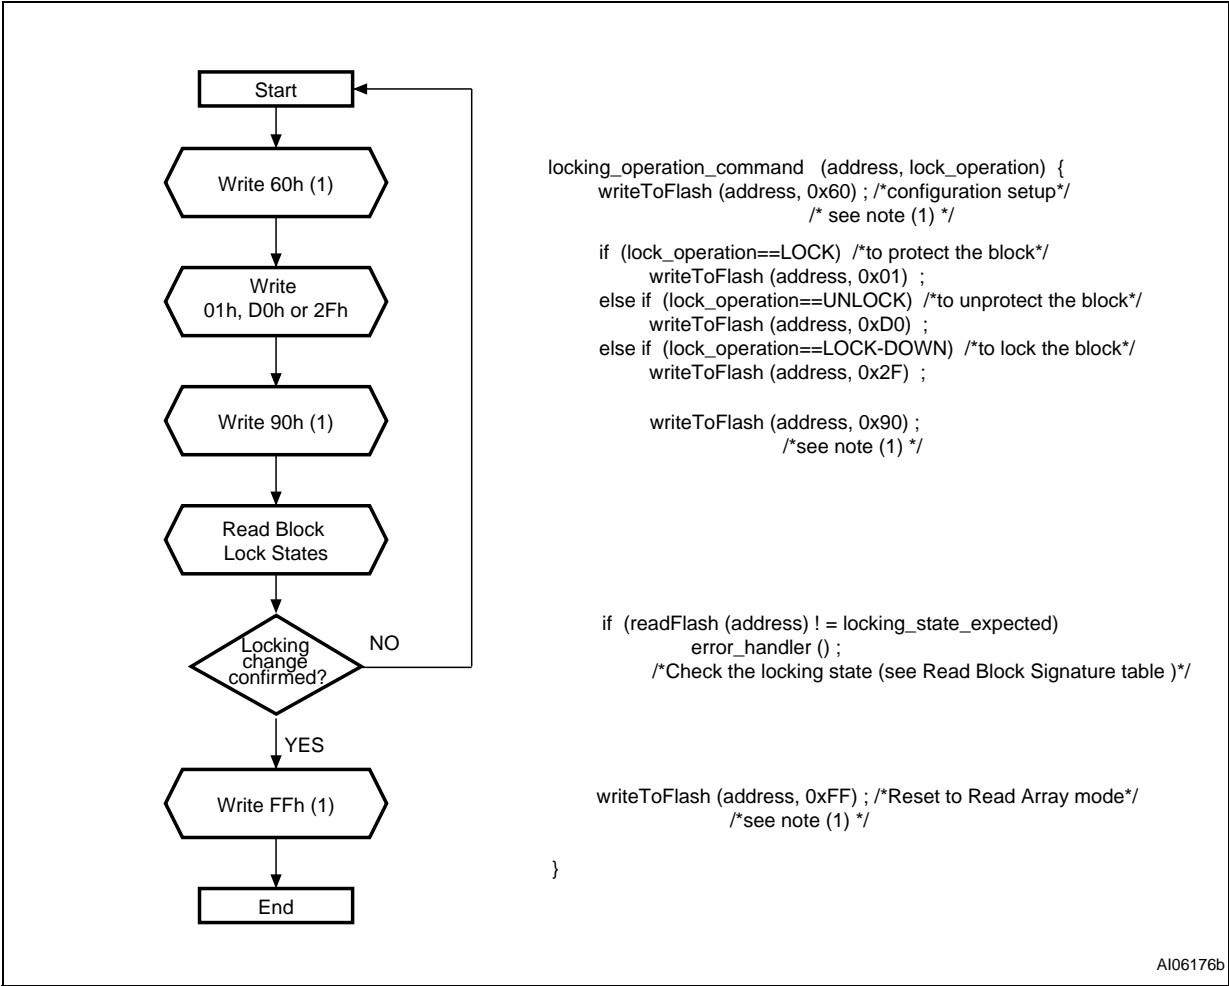 Start
Write 60h (1)
Write
01h, D0h or 2Fh
Write 90h (1)
Read Block
Lock States
Locking
change
confirmed?
NO
YES
Write FFh (1)
End
locking_operation_command (address, lock_operation) {
writeToFlash (address, 0x60) ; /*configuration setup*/
/* see note (1) */
if (lock_operation==LOCK) /*to protect the block*/
writeToFlash (address, 0x01) ;
else if (lock_operation==UNLOCK) /*to unprotect the block*/
writeToFlash (address, 0xD0) ;
else if (lock_operation==LOCK-DOWN) /*to lock the block*/
writeToFlash (address, 0x2F) ;
writeToFlash (address, 0x90) ;
/*see note (1) */
if (readFlash (address) ! = locking_state_expected)
error_handler () ;
/*Check the locking state (see Read Block Signature table )*/
writeToFlash (address, 0xFF) ; /*Reset to Read Array mode*/
/*see note (1) */
}
AI06176b